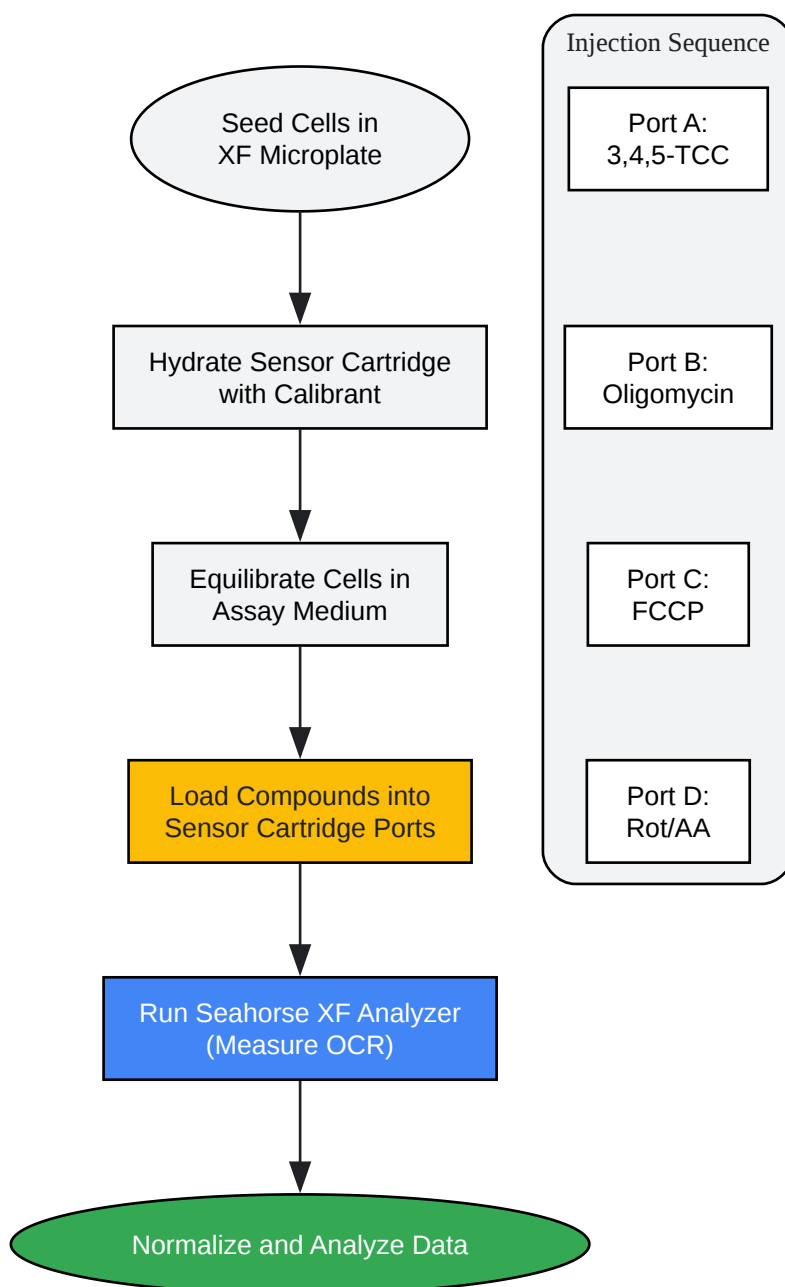 Seed Cells in
XF Microplate
Hydrate Sensor Cartridge
with Calibrant
Equilibrate Cells in
Assay Medium
Load Compounds into
Sensor Cartridge Ports
Run Seahorse XF Analyzer
(Measure OCR)
Normalize and Analyze Data
Injection Sequence
Port A:
3,4,5-TCC
Port B:
Oligomycin
Port C:
FCCP
Port D:
Rot/AA